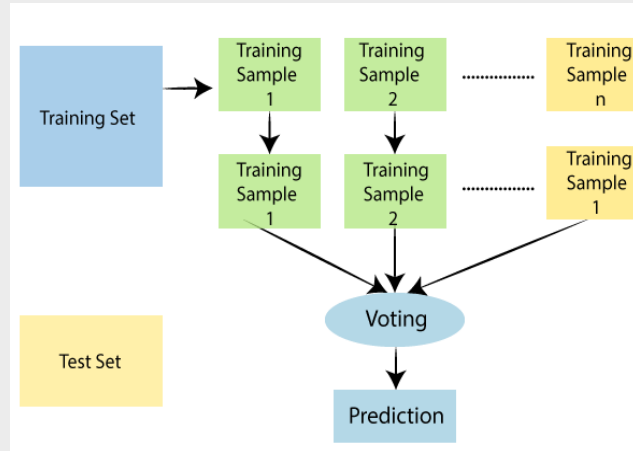 Training Set
Training
Sample
1
Training
Sample
2
Training
Sample
n
Training
Sample
1
Training
Sample
2
Training
Sample
1
Voting
Test Set
Prediction